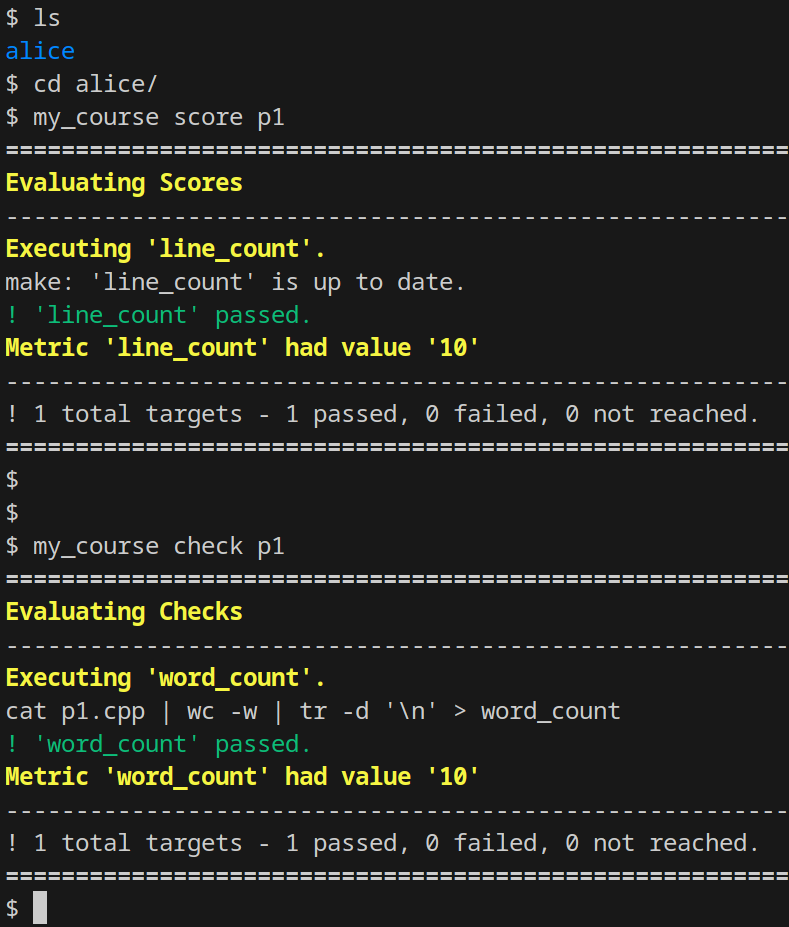 $ ls
alice
$ cd alice/
$ my_course score p1
========================================================
Evaluating Scores
--------------------------------------------------------
Executing 'line_count'.
make: 'line_count' is up to date.
! 'line_count' passed.
Metric 'line_count' had value '10'
--------------------------------------------------------
! 1 total targets - 1 passed, 0 failed, 0 not reached.
========================================================
$
$
$ my_course check p1
========================================================
Evaluating Checks
--------------------------------------------------------
Executing 'word_count'.
cat p1.cpp | wc -w | tr -d '\n' > word_count
! 'word_count' passed.
Metric 'word_count' had value '10'
--------------------------------------------------------
! 1 total targets - 1 passed, 0 failed, 0 not reached.
========================================================
$